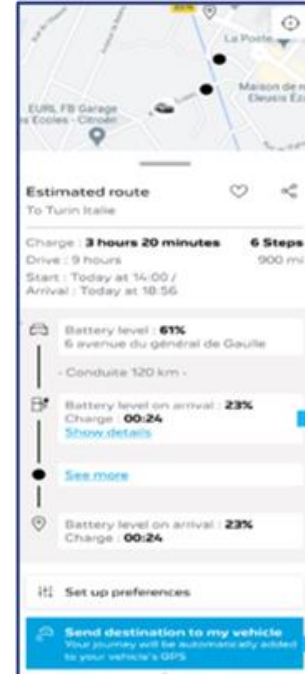 La Poste
Maison de
EURL FB Garage
Ecoles - Citroën
Estimated route
To Turin Italie
Charge : 3 hours 20 minutes 6 Steps
Drive : 9 hours 900 mi
Start : Today at 14:00 /
Arrival : Today at 18:56
Battery level : 61%
6 avenue du général de Gaulle
- Conduite 120 km -
Battery level on arrival : 23%
Charge : 00:24
Show details
See more
Battery level on arrival : 23%
Charge : 00:24
Set up preferences
Send destination to my vehicle
Your journey will be automatically added
to your vehicle's GPS